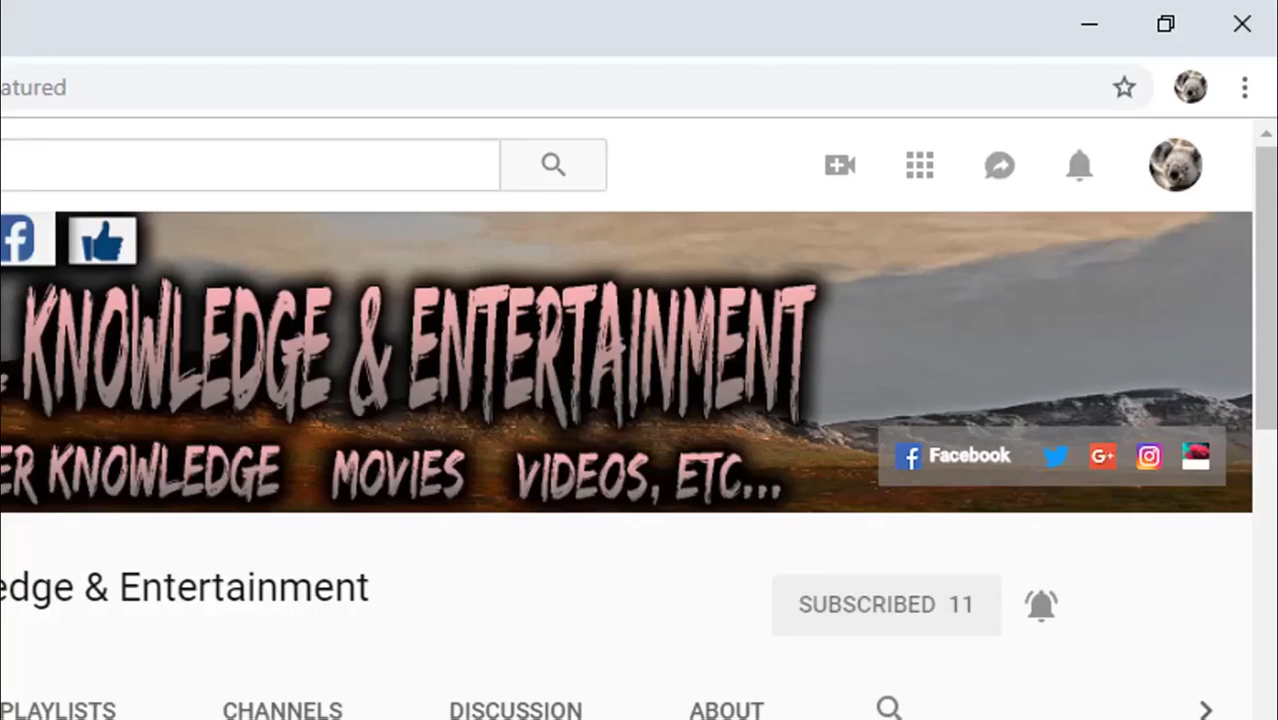 atured
KNOWLEDGE & ENTERTAINMENT
ER KNOWLEDGE MOVIES VIDEOS, ETC...
Facebook
edge & Entertainment
SUBSCRIBED 11
PLAYLISTS CHANNELS DISCUSSION ABOUT